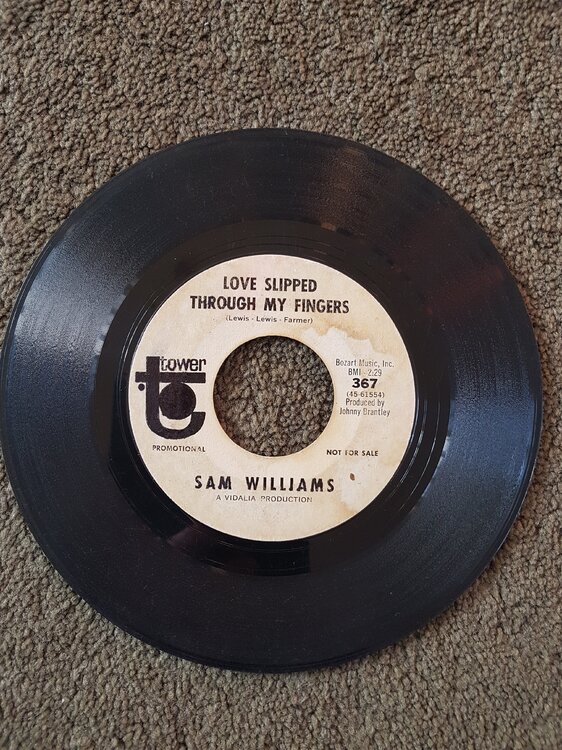 LOVE SLIPPED
THROUGH MY FINGERS
(Lewis - Lewis - Farmer)
tower
t
Bozart Music, Inc.
BMI - 2:29
367
(45-61554)
Produced by
Johnny Brantley
PROMOTIONAL
NOT FOR SALE
SAM WILLIAMS
A VIDALIA PRODUCTION